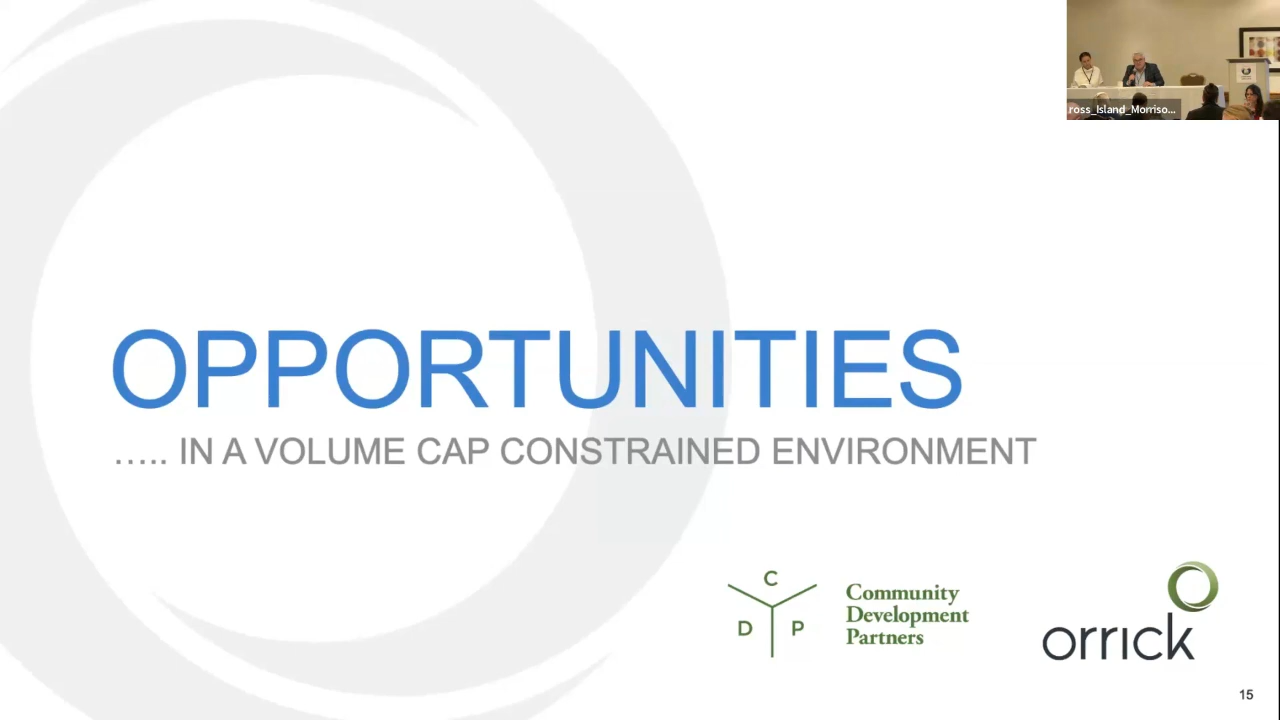 ross_Island_Morriso...
OPPORTUNITIES
..... IN A VOLUME CAP CONSTRAINED ENVIRONMENT
C
D P
Community
Development
Partners
orrick
15